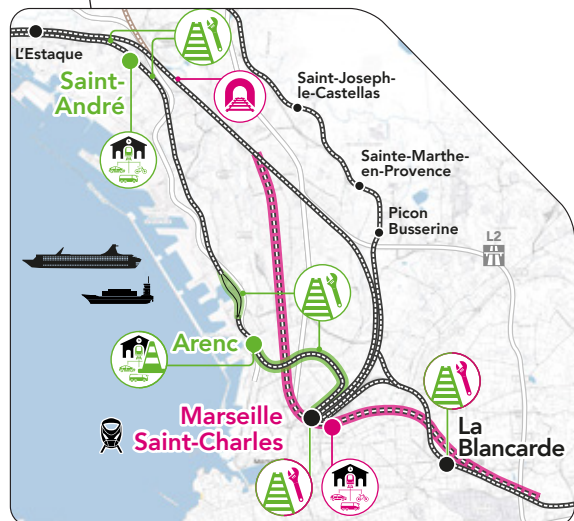 L'Estaque
Saint-
André
Saint-Joseph-
le-Castellas
Sainte-Marthe-
en-Provence
Picon
Busserine
L2
Arenc
Marseille
Saint-Charles
La
Blancarde